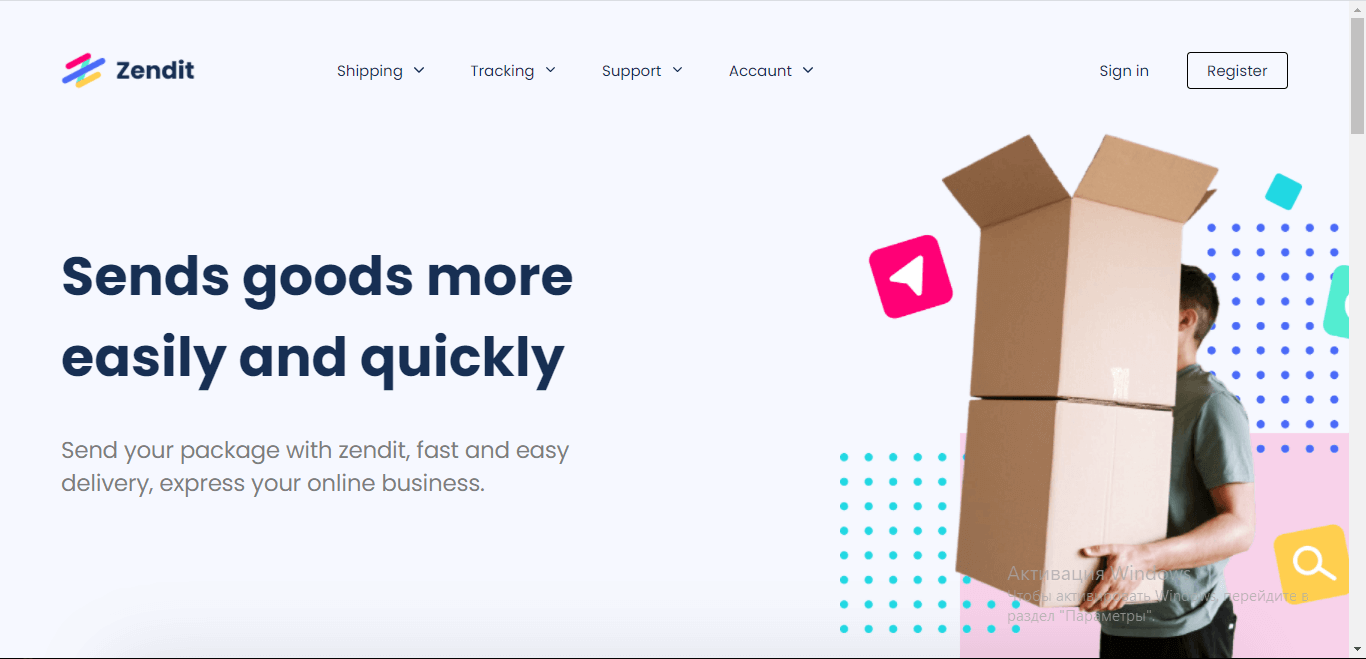 Zendit
Shipping
Tracking
Support
Accaunt
Sign in
Register
Sends goods more
easily and quickly
Send your package with zendit, fast and easy
delivery, express your online business.
Активация Windows
Чтобы активировать Windows, перейдите в
раздел "Параметры".